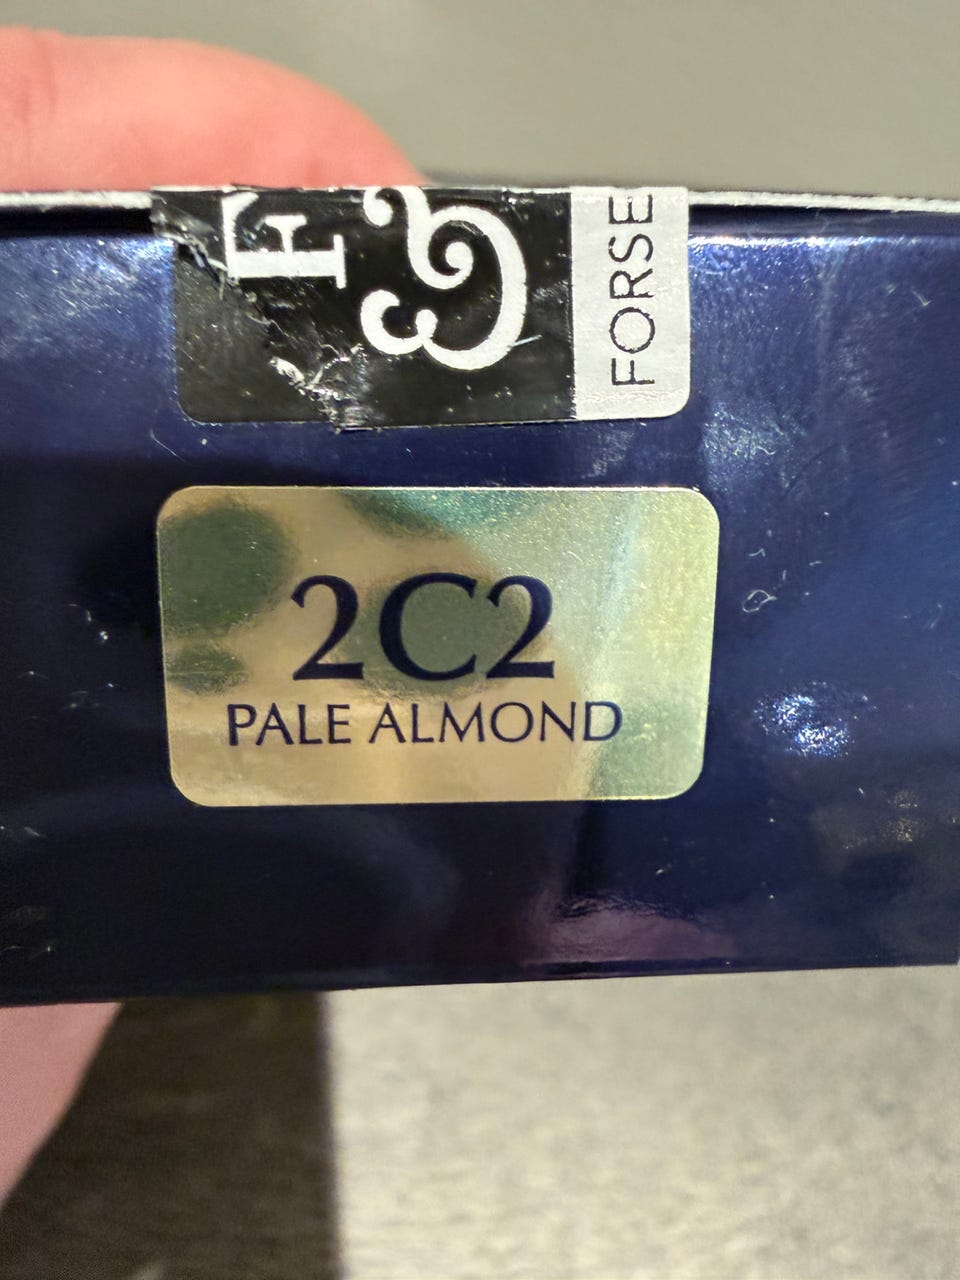 F &
FORSE
2C2
PALE ALMOND